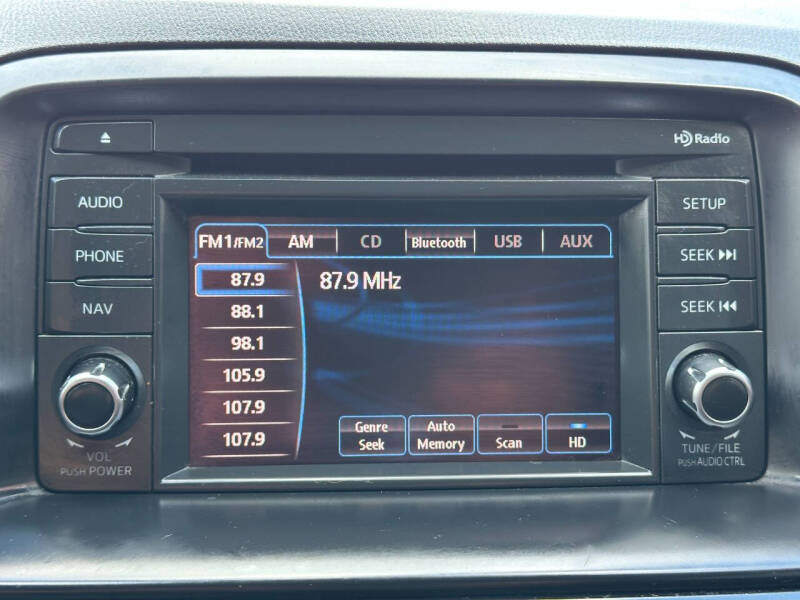 HD Radio
AUDIO
PHONE
NAV
VOL
PUSH POWER
FM1/FM2 AM CD Bluetooth USB AUX
87.9
88.1
98.1
105.9
107.9
107.9
87.9 MHz
Genre Seek
Auto Memory
Scan
HD
SETUP
SEEK
SEEK
TUNE/FILE
PUSH AUDIO CTRL